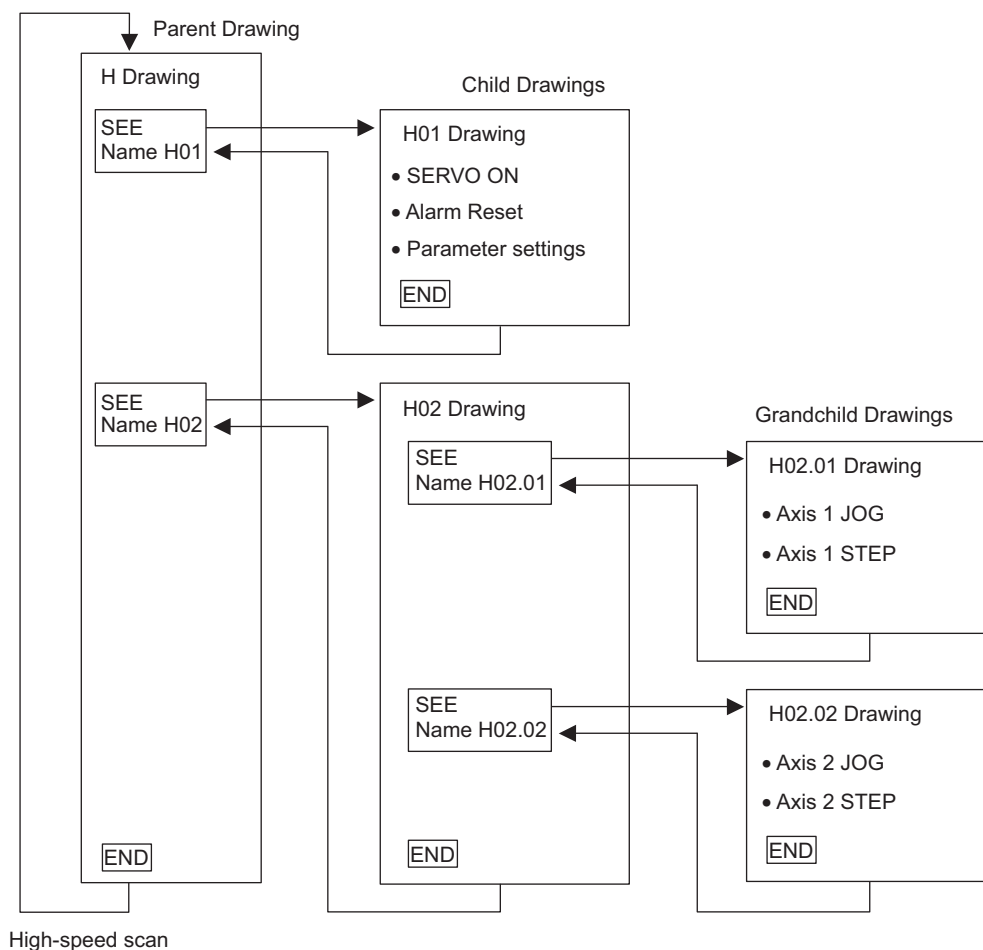 Parent Drawing
H Drawing
SEE
Name H01
SEE
Name H02
END
High-speed scan
Child Drawings
H01 Drawing
• SERVO ON
• Alarm Reset
• Parameter settings
END
H02 Drawing
SEE
Name H02.01
SEE
Name H02.02
END
Grandchild Drawings
H02.01 Drawing
• Axis 1 JOG
• Axis 1 STEP
END
H02.02 Drawing
• Axis 2 JOG
• Axis 2 STEP
END